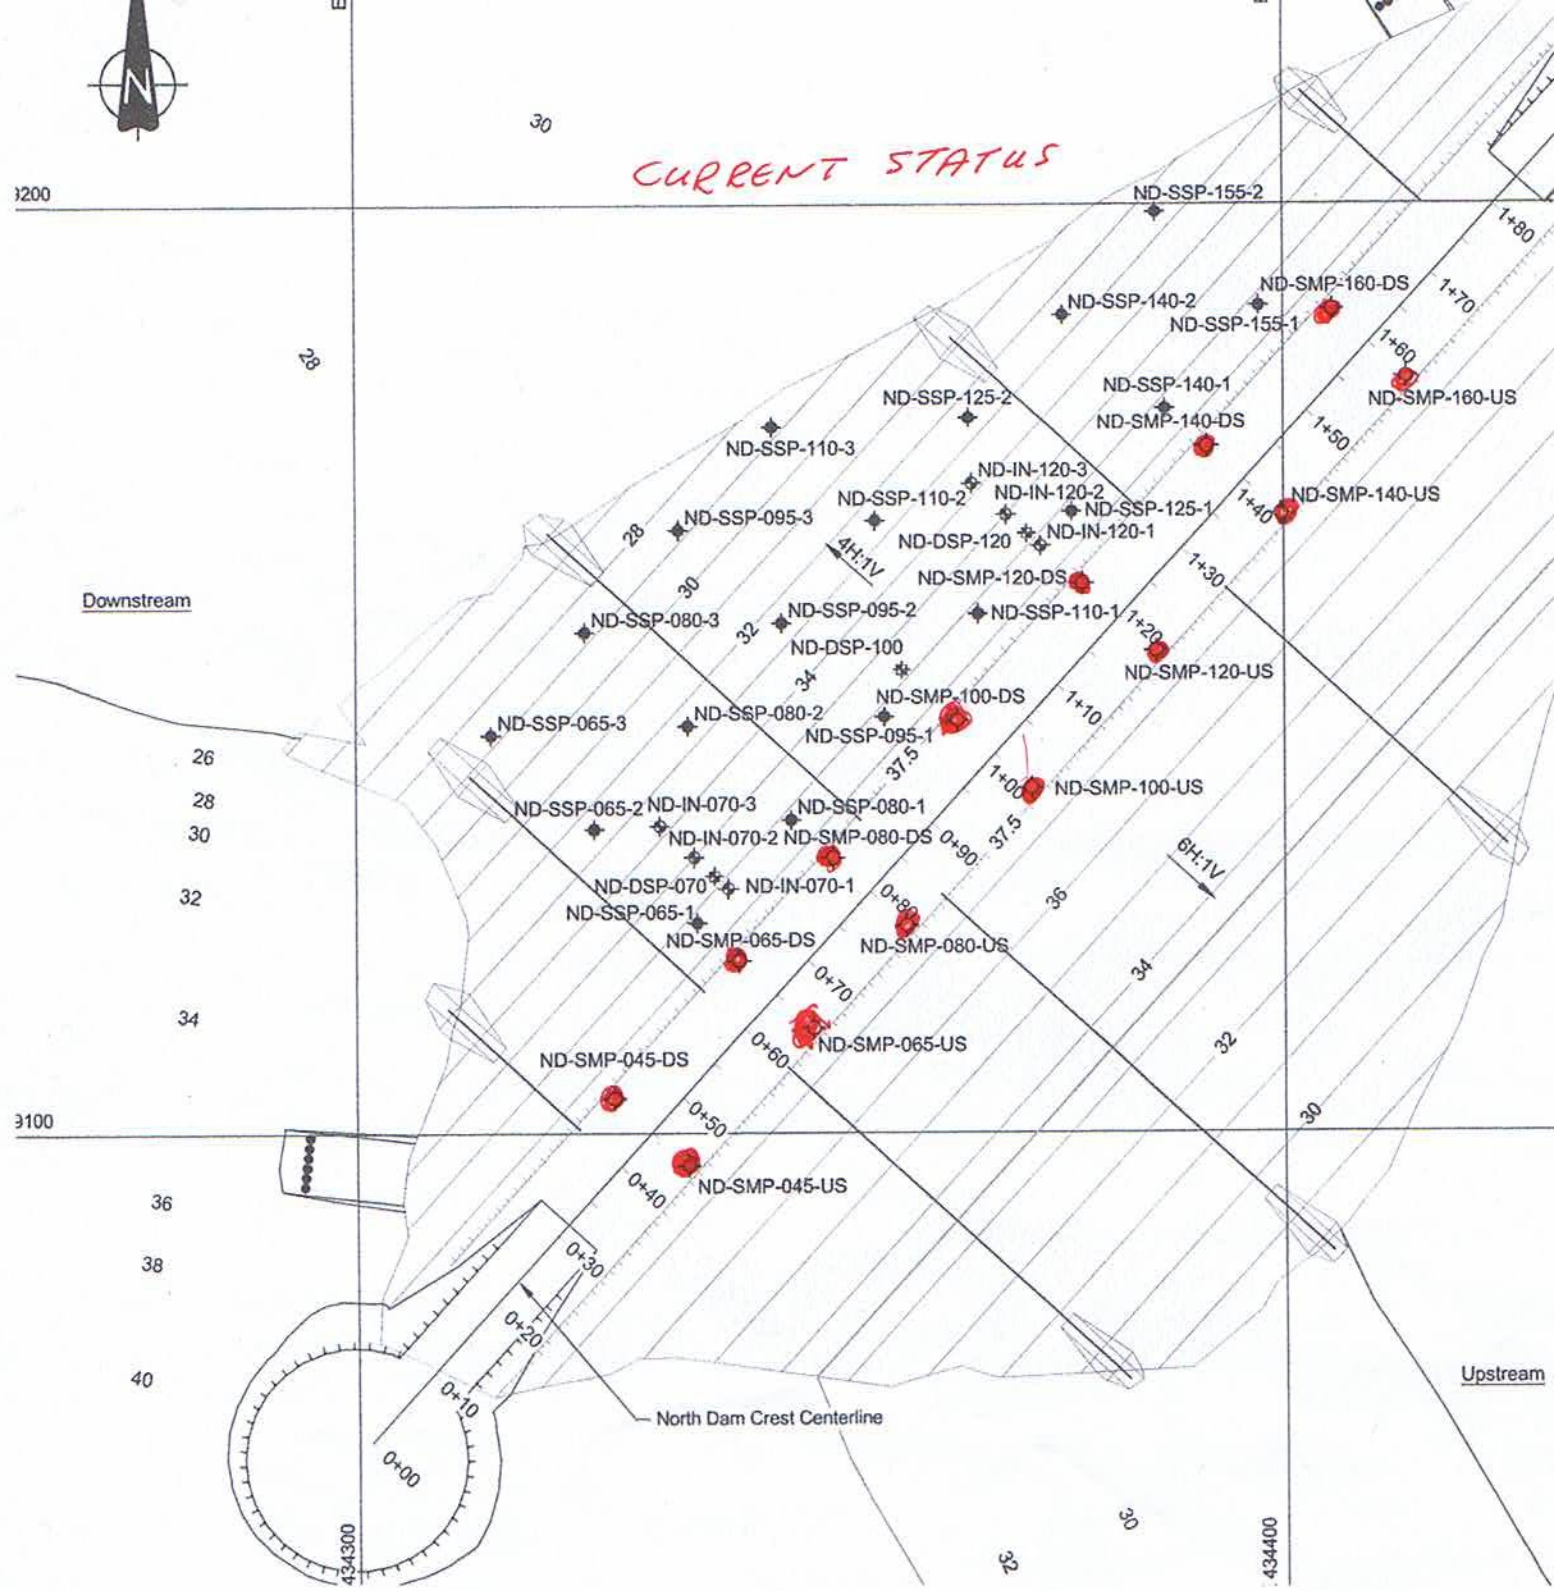 N
30
CURRENT STATUS
3200
ND-SSP-155-2
1+80
ND-SMP-160-DS
ND-SSP-140-2
1+70
ND-SSP-155-1
28
1+60
ND-SSP-140-1
ND-SSP-125-2
ND-SMP-160-US
ND-SMP-140-DS
1+50
ND-SSP-110-3
ND-IN-120-3
ND-SSP-110-2
ND-IN-120-2
ND-SMP-140-US
1+40
ND-SSP-095-3
ND-SSP-125-1
28
ND-DSP-120
ND-IN-120-1
4H:1V
1+30
ND-SMP-120-DS
30
Downstream
ND-SSP-095-2
ND-SSP-110-1
ND-SSP-080-3
32
1+20
ND-DSP-100
ND-SMP-120-US
34
ND-SMP-100-DS
1+10
ND-SSP-065-3
ND-SSP-080-2
ND-SSP-095-1
26
37.5
1+00
ND-SMP-100-US
28
ND-SSP-065-2
ND-IN-070-3
ND-SSP-080-1
30
ND-IN-070-2
ND-SMP-080-DS
0+90
37.5
6H:1V
ND-DSP-070
ND-IN-070-1
32
0+80
36
ND-SSP-065-1
ND-SMP-065-DS
ND-SMP-080-US
34
0+70
34
ND-SMP-065-US
32
0+60
ND-SMP-045-DS
3100
0+50
30
36
0+40
ND-SMP-045-US
38
0+30
0+20
40
Upstream
0+10
North Dam Crest Centerline
0+00
30
434300
434400
32